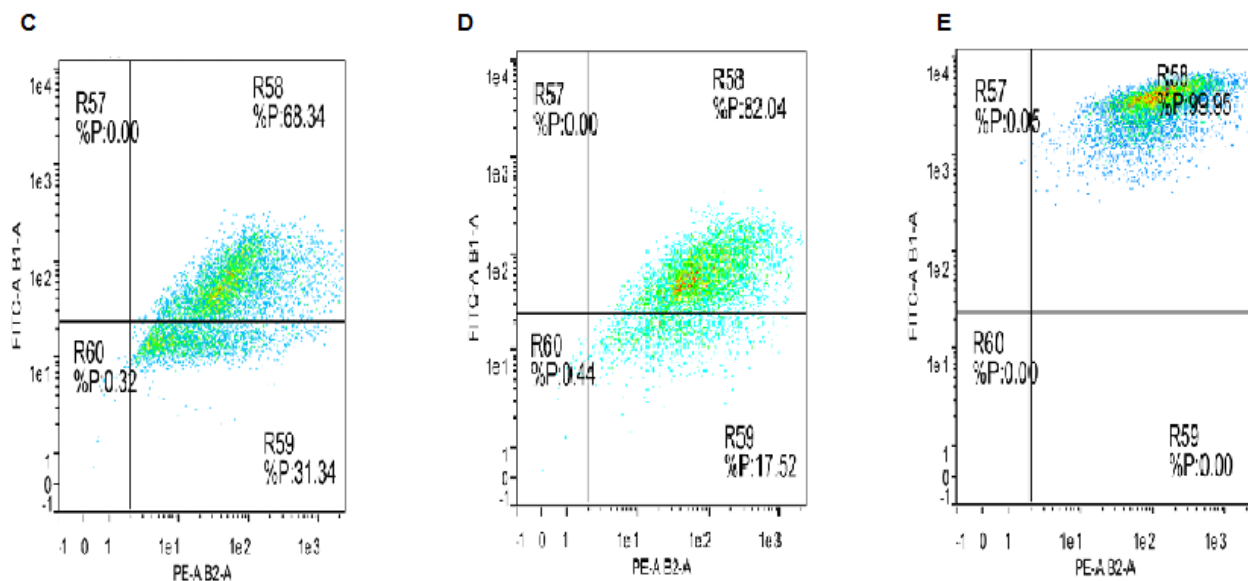 C
R57
%P:0.00
R58
%P:68.34
R60
%P:0.32
R59
%P:31.34
1e4
1e3
1e2
1e1
1
0
-1
FITC-A B1-A
-1 0 1 1e1 1e2 1e3
PE-A B2-A
D
R57
%P:0.00
R58
%P:82.04
R60
%P:0.44
R59
%P:17.52
1e4
1e3
1e2
1e1
1
0
-1
FITC-A B1-A
-1 0 1 1e1 1e2 1e3
PE-A B2-A
E
R57
%P:0.05
R58
%P:99.95
R60
%P:0.00
R59
%P:0.00
1e4
1e3
1e2
1e1
1
0
-1
FITC-A B1-A
-1 0 1 1e1 1e2 1e3
PE-A B2-A